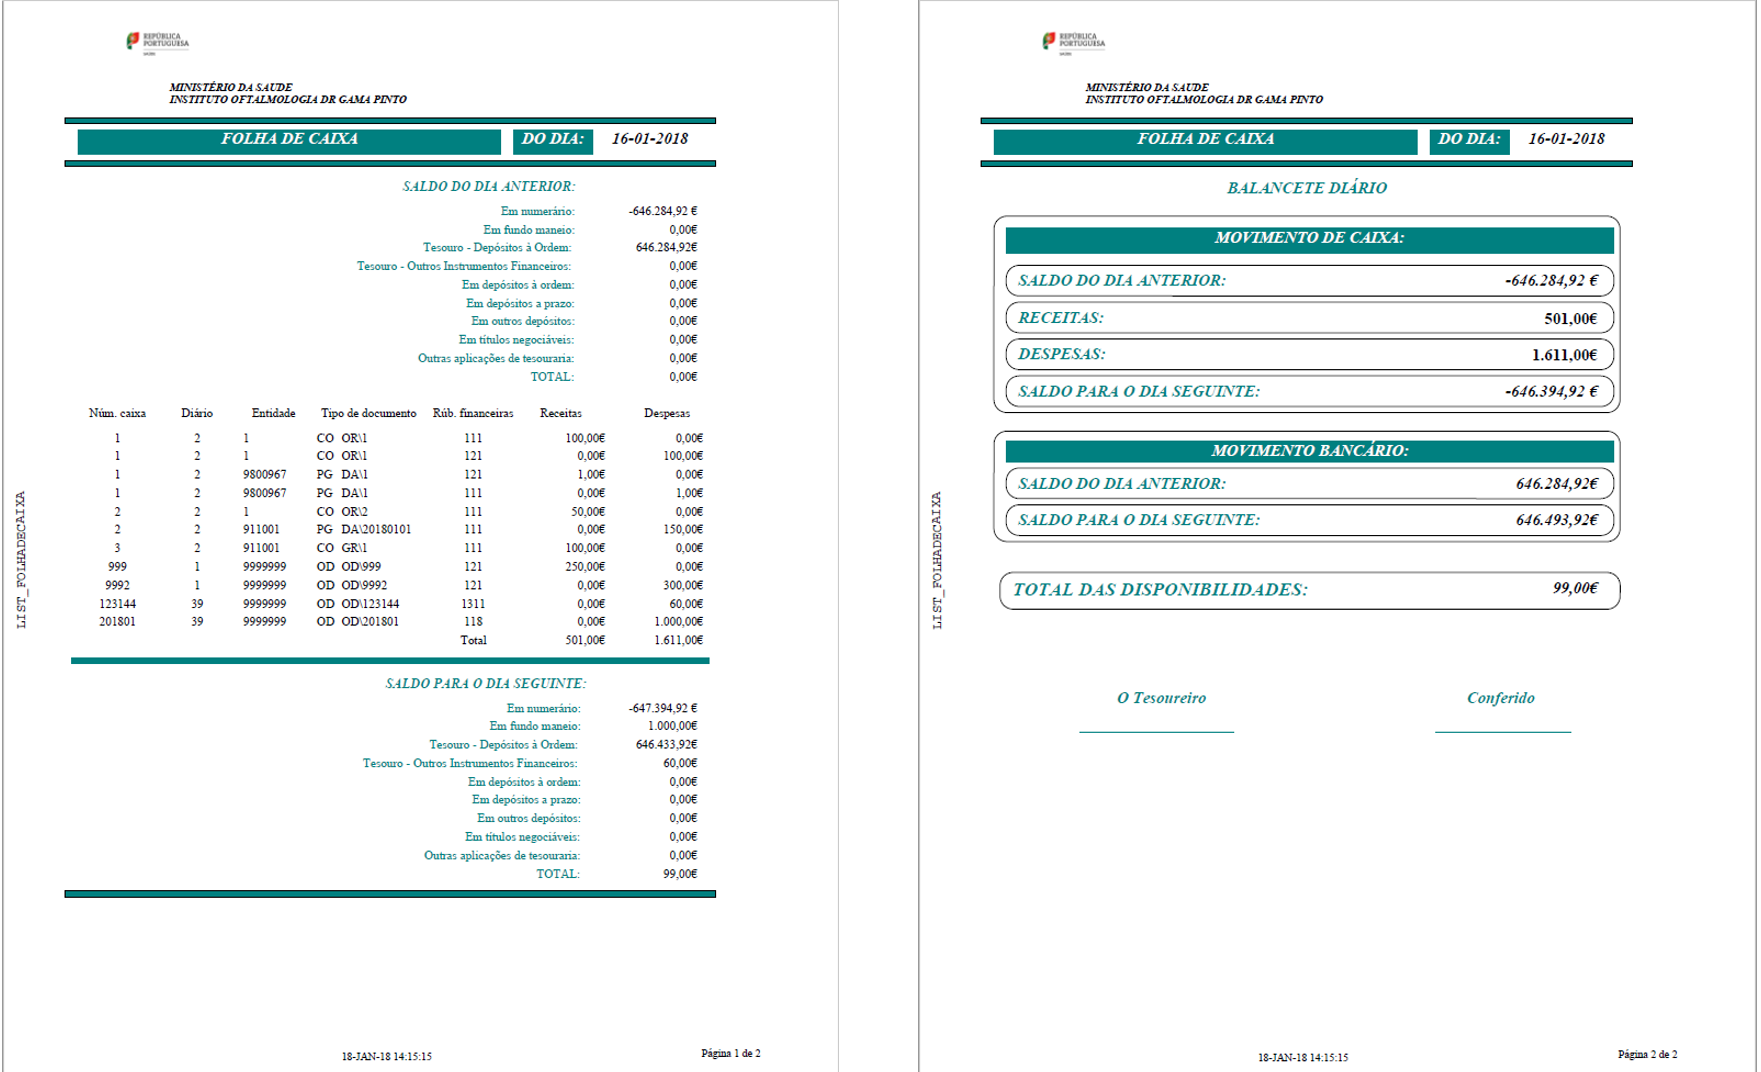 REPÚBLICA
PORTUGUESA
SAÚDE
MINISTÉRIO DA SAUDE
INSTITUTO OFTALMOLOGIA DR GAMA PINTO
FOLHA DE CAIXA DO DIA: 16-01-2018
SALDO DO DIA ANTERIOR:
Em numerário: -646.284,92 €
Em fundo maneio: 0,00€
Tesouro - Depósitos à Ordem: 646.284,92€
Tesouro - Outros Instrumentos Financeiros: 0,00€
Em depósitos à ordem: 0,00€
Em depósitos a prazo: 0,00€
Em outros depósitos: 0,00€
Em títulos negociáveis: 0,00€
Outras aplicações de tesouraria: 0,00€
TOTAL: 0,00€
Núm. caixa Diário Entidade Tipo de documento Rúb. financeiras Receitas Despesas
1 2 1 CO OR\1 111 100,00€ 0,00€
1 2 1 CO OR\1 121 0,00€ 100,00€
1 2 9800967 PG DA\1 121 1,00€ 0,00€
1 2 9800967 PG DA\1 111 0,00€ 1,00€
2 2 1 CO OR\2 111 50,00€ 0,00€
2 2 911001 PG DA\20180101 111 0,00€ 150,00€
3 2 911001 CO GR\1 111 100,00€ 0,00€
999 1 9999999 OD OD\999 121 250,00€ 0,00€
9992 1 9999999 OD OD\9992 121 0,00€ 300,00€
123144 39 9999999 OD OD\123144 1311 0,00€ 60,00€
201801 39 9999999 OD OD\201801 118 0,00€ 1.000,00€
Total 501,00€ 1.611,00€
SALDO PARA O DIA SEGUINTE:
Em numerário: -647.394,92 €
Em fundo maneio: 1.000,00€
Tesouro - Depósitos à Ordem: 646.433,92€
Tesouro - Outros Instrumentos Financeiros: 60,00€
Em depósitos à ordem: 0,00€
Em depósitos a prazo: 0,00€
Em outros depósitos: 0,00€
Em títulos negociáveis: 0,00€
Outras aplicações de tesouraria: 0,00€
TOTAL: 99,00€
LIST_FOLHADECAIXA
18-JAN-18 14:15:15
Página 1 de 2
REPÚBLICA
PORTUGUESA
SAÚDE
MINISTÉRIO DA SAUDE
INSTITUTO OFTALMOLOGIA DR GAMA PINTO
FOLHA DE CAIXA DO DIA: 16-01-2018
BALANCETE DIÁRIO
MOVIMENTO DE CAIXA:
SALDO DO DIA ANTERIOR: -646.284,92 €
RECEITAS: 501,00€
DESPESAS: 1.611,00€
SALDO PARA O DIA SEGUINTE: -646.394,92 €
MOVIMENTO BANCÁRIO:
SALDO DO DIA ANTERIOR: 646.284,92€
SALDO PARA O DIA SEGUINTE: 646.493,92€
TOTAL DAS DISPONIBILIDADES: 99,00€
O Tesoureiro Conferido
LIST_FOLHADECAIXA
18-JAN-18 14:15:15
Página 2 de 2